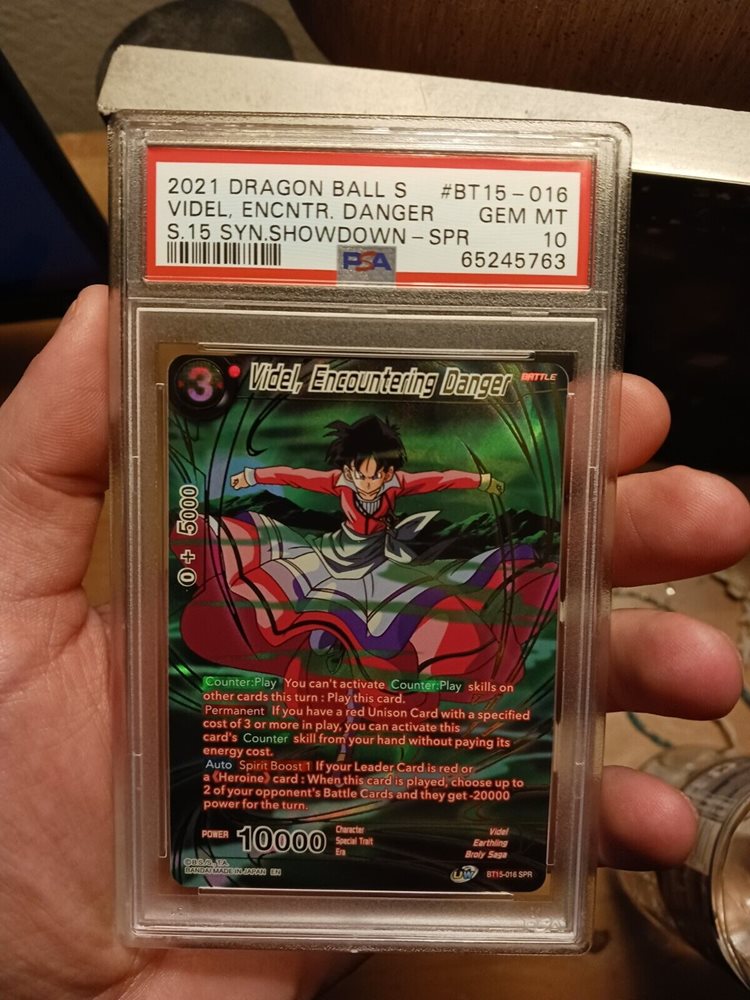 2021 DRAGON BALL S #BT15-016
VIDEL, ENCNTR. DANGER GEM MT
S.15 SYN.SHOWDOWN-SPR 10
PSA 65245763
3 Videl, Encountering Danger BATTLE
0 + 5000
Counter:Play You can't activate Counter:Play skills on
other cards this turn : Play this card.
Permanent If you have a red Unison Card with a specified
cost of 3 or more in play, you can activate this
card's Counter skill from your hand without paying its
energy cost.
Auto Spirit Boost 1 If your Leader Card is red or
a 《Heroine》 card : When this card is played, choose up to
2 of your opponent's Battle Cards and they get -20000
power for the turn.
POWER 10000
Character Videl
Special Trait Earthling
Era Broly Saga
©B.S./S., T.A.
BANDAI MADE IN JAPAN EN
UW BT15-016 SPR